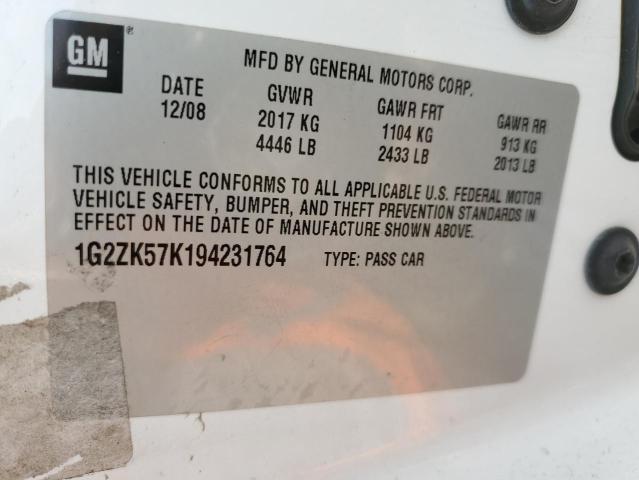 GM ®
MFD BY GENERAL MOTORS CORP.
DATE GVWR GAWR FRT GAWR RR
12/08 2017 KG 1104 KG 913 KG
4446 LB 2433 LB 2013 LB
THIS VEHICLE CONFORMS TO ALL APPLICABLE U.S. FEDERAL MOTOR
VEHICLE SAFETY, BUMPER, AND THEFT PREVENTION STANDARDS IN
EFFECT ON THE DATE OF MANUFACTURE SHOWN ABOVE.
1G2ZK57K194231764 TYPE: PASS CAR